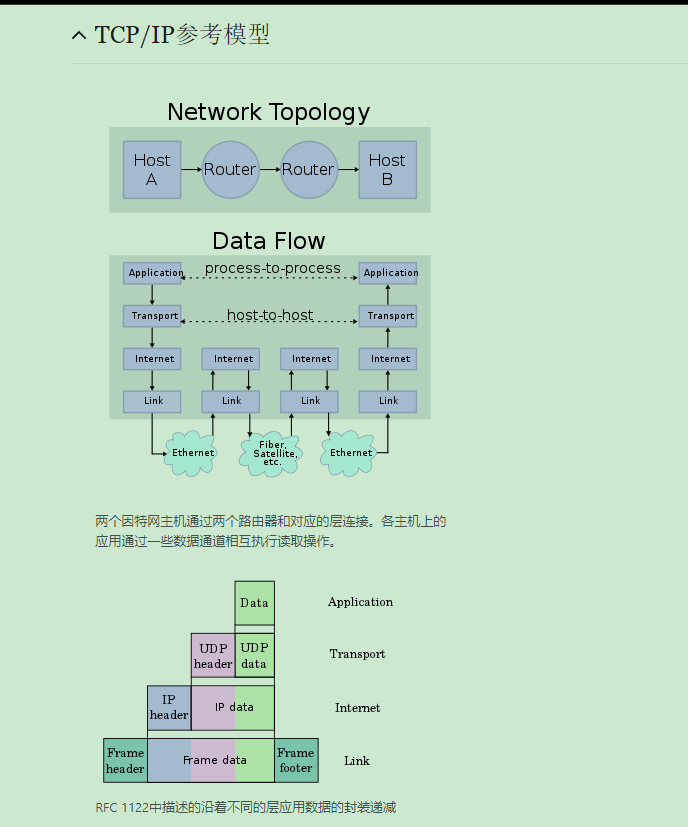 TCP/IP参考模型
Network Topology
Host
A
Router
Router
Host
B
Data Flow
Application
process-to-process
Application
Transport
host-to-host
Transport
Internet
Internet
Internet
Internet
Link
Link
Link
Link
Ethernet
Fiber,
Satellite,
etc.
Ethernet
两个因特网主机通过两个路由器和对应的层连接。各主机上的
应用通过一些数据通道相互执行读取操作。
Data
Application
UDP
header
UDP
data
Transport
IP
header
IP data
Internet
Frame
header
Frame data
Frame
footer
Link
RFC 1122中描述的沿着不同的层应用数据的封装递减